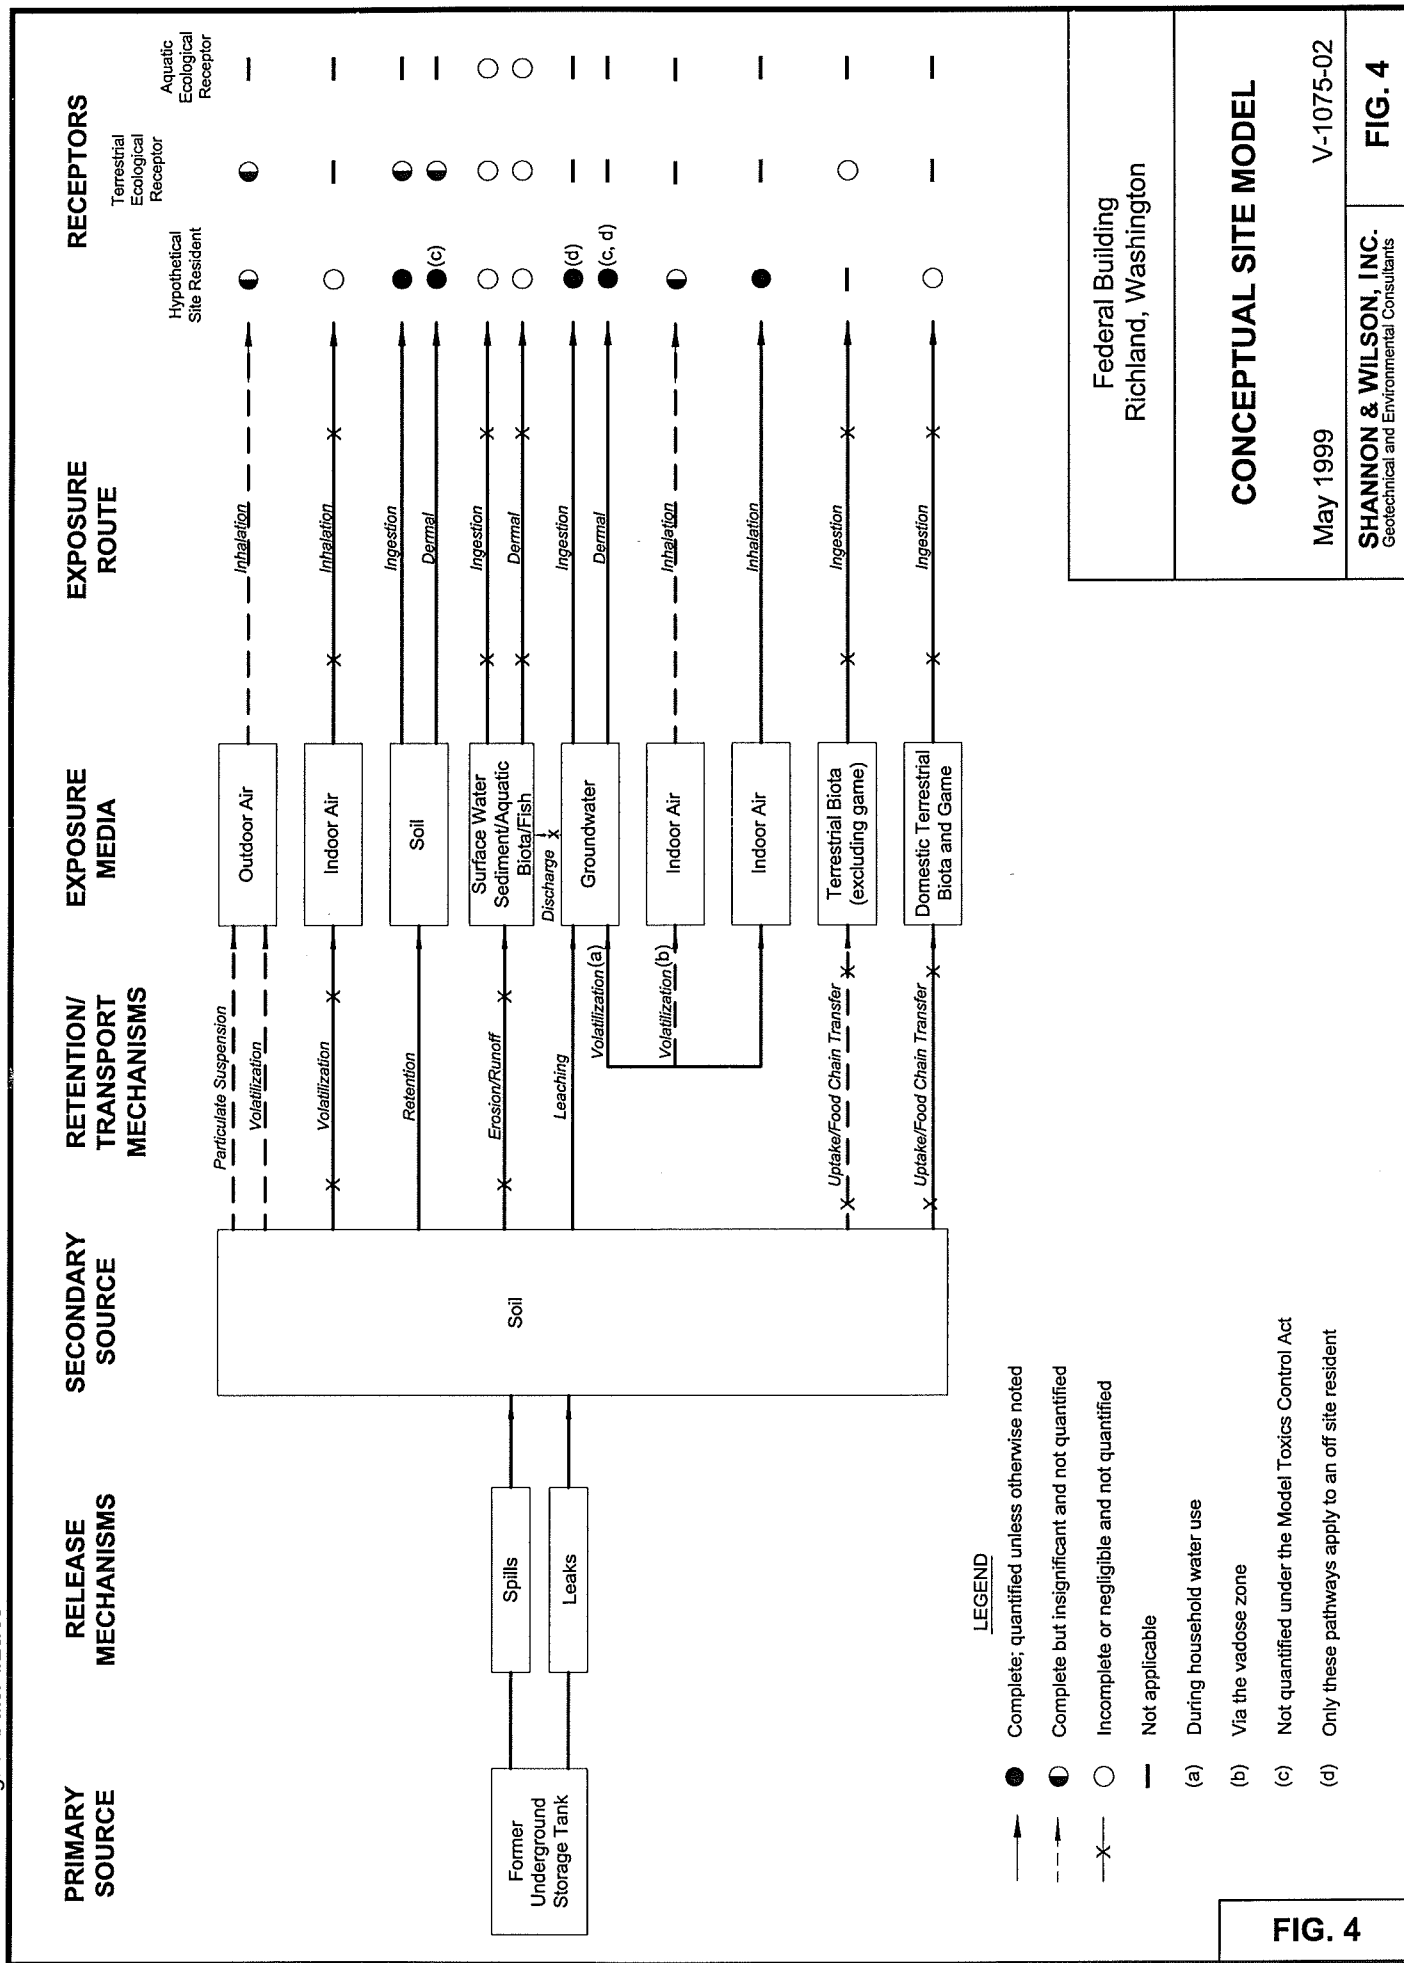 PRIMARY
SOURCE
RELEASE
MECHANISMS
SECONDARY
SOURCE
RETENTION/
TRANSPORT
MECHANISMS
EXPOSURE
MEDIA
EXPOSURE
ROUTE
RECEPTORS
Hypothetical
Site Resident
Terrestrial
Ecological
Receptor
Aquatic
Ecological
Receptor
Former
Underground
Storage Tank
Spills
Leaks
Soil
Particulate Suspension
Volatilization
Outdoor Air
Inhalation
Volatilization
Indoor Air
Inhalation
Retention
Soil
Ingestion
Dermal
(c)
Erosion/Runoff
Surface Water
Sediment/Aquatic
Biota/Fish
Ingestion
Dermal
Discharge
Leaching
Volatilization (a)
Groundwater
Ingestion
(d)
Dermal
(c, d)
Volatilization (b)
Indoor Air
Inhalation
Indoor Air
Inhalation
Uptake/Food Chain Transfer
Terrestrial Biota
(excluding game)
Ingestion
Uptake/Food Chain Transfer
Domestic Terrestrial
Biota and Game
Ingestion
LEGEND
Complete; quantified unless otherwise noted
Complete but insignificant and not quantified
Incomplete or negligible and not quantified
Not applicable
(a) During household water use
(b) Via the vadose zone
(c) Not quantified under the Model Toxics Control Act
(d) Only these pathways apply to an off site resident
Federal Building
Richland, Washington
CONCEPTUAL SITE MODEL
May 1999 V-1075-02
SHANNON & WILSON, INC.
Geotechnical and Environmental Consultants
FIG. 4
FIG. 4